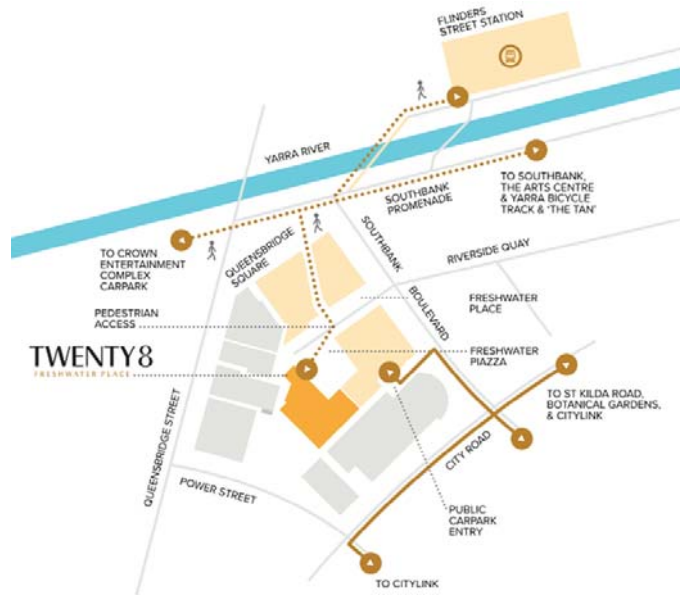 FLINDERS
STREET STATION
YARRA RIVER
SOUTHBANK
PROMENADE
TO SOUTHBANK,
THE ARTS CENTRE
& YARRA BICYCLE
TRACK & 'THE TAN'
TO CROWN
ENTERTAINMENT
COMPLEX
CARPARK
QUEENSBRIDGE
SQUARE
SOUTHBANK
BOULEVARD
RIVERSIDE QUAY
FRESHWATER
PLACE
PEDESTRIAN
ACCESS
TWENTY8
FRESHWATER PLACE
FRESHWATER
PIAZZA
TO ST KILDA ROAD,
BOTANICAL GARDENS,
& CITYLINK
QUEENSBRIDGE STREET
CITY ROAD
POWER STREET
PUBLIC
CARPARK
ENTRY
TO CITYLINK